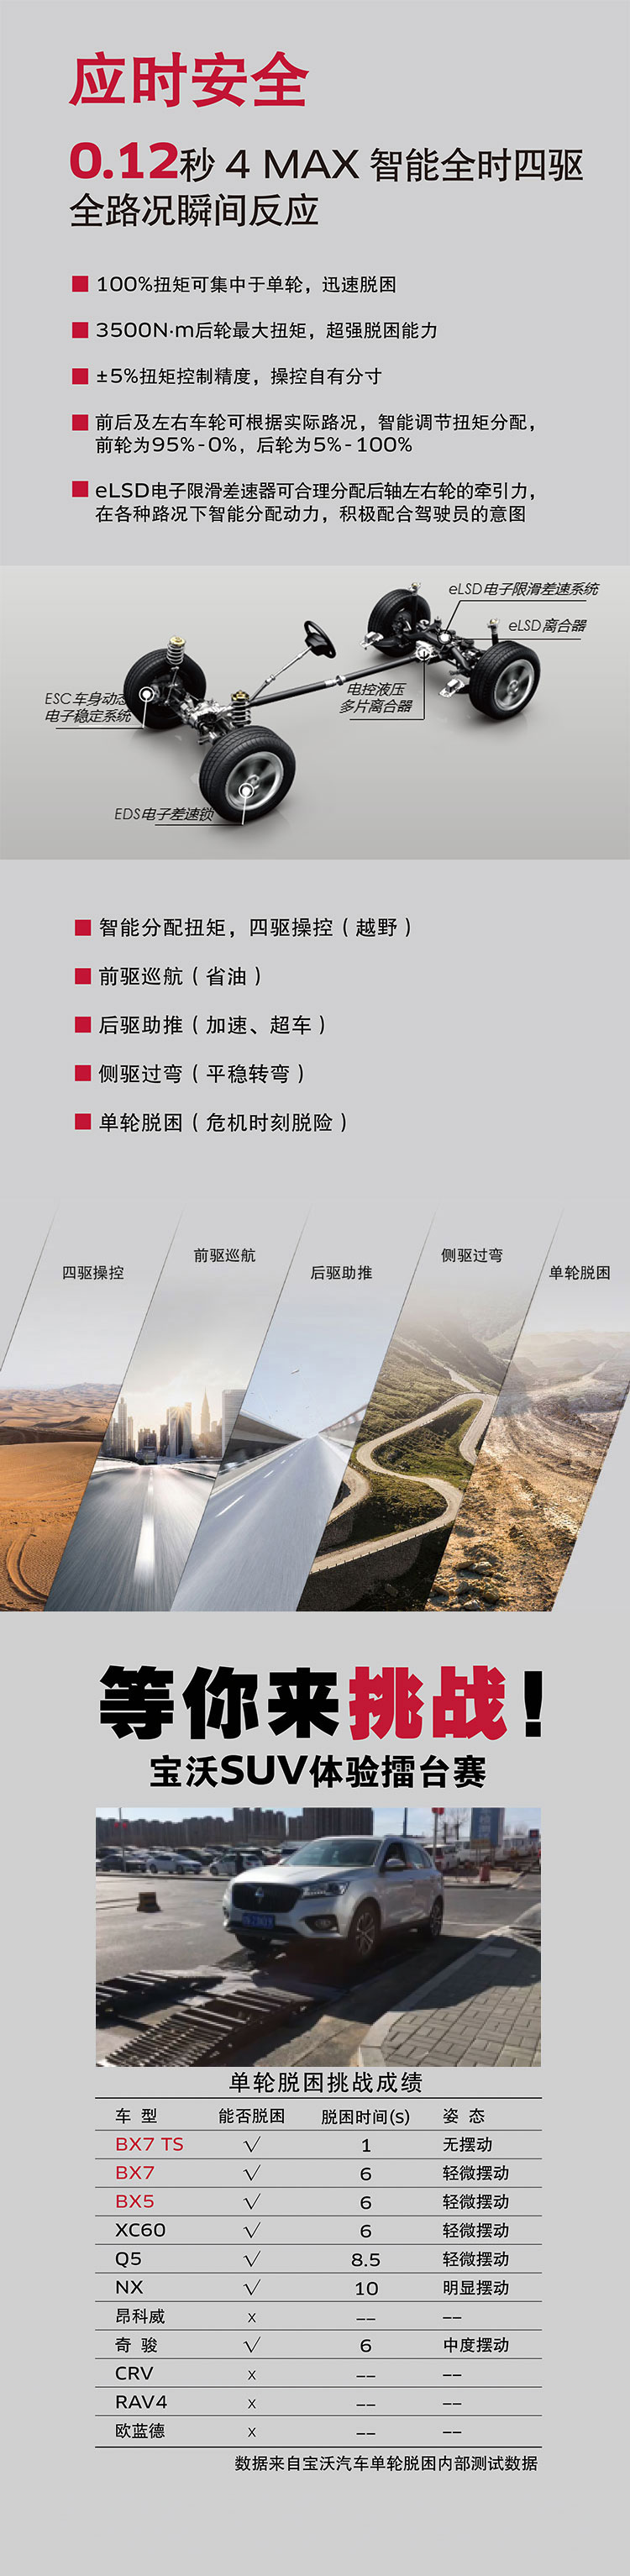 应时安全
0.12秒 4 MAX 智能全时四驱
全路况瞬间反应
100%扭矩可集中于单轮，迅速脱困
3500N·m后轮最大扭矩，超强脱困能力
±5%扭矩控制精度，操控自有分寸
前后及左右车轮可根据实际路况，智能调节扭矩分配，
前轮为95%-0%，后轮为5%-100%
eLSD电子限滑差速器可合理分配后轴左右轮的牵引力，
在各种路况下智能分配动力，积极配合驾驶员的意图
eLSD电子限滑差速系统
eLSD离合器
电控液压
多片离合器
ESC车身动态
电子稳定系统
EDS电子差速锁
智能分配扭矩，四驱操控（越野）
前驱巡航（省油）
后驱助推（加速、超车）
侧驱过弯（平稳转弯）
单轮脱困（危机时刻脱险）
四驱操控 前驱巡航 后驱助推 侧驱过弯 单轮脱困
等你来挑战！
宝沃SUV体验擂台赛
单轮脱困挑战成绩
车 型 能否脱困 脱困时间(S) 姿 态
BX7 TS √ 1 无摆动
BX7 √ 6 轻微摆动
BX5 √ 6 轻微摆动
XC60 √ 6 轻微摆动
Q5 √ 8.5 轻微摆动
NX √ 10 明显摆动
昂科威 x -- --
奇 骏 √ 6 中度摆动
CRV x -- --
RAV4 x -- --
欧蓝德 x -- --
数据来自宝沃汽车单轮脱困内部测试数据